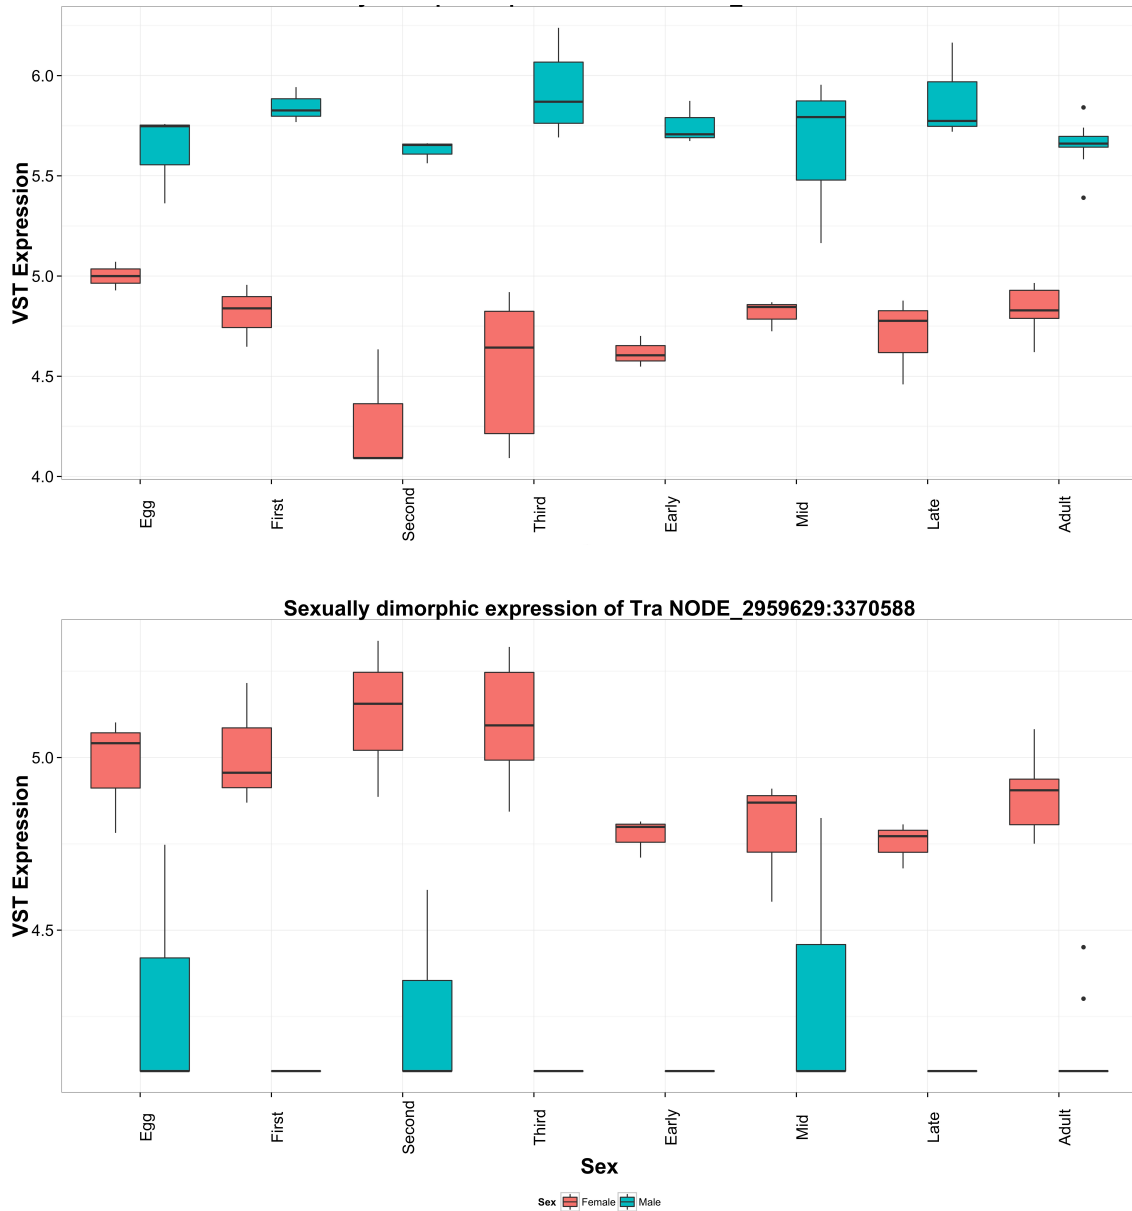 6.0
5.5
5.0
4.5
4.0
VST Expression
Egg
First
Second
Third
Early
Mid
Late
Adult
Sexually dimorphic expression of Tra NODE_2959629:3370588
5.0
4.5
VST Expression
Egg
First
Second
Third
Early
Mid
Late
Adult
Sex
Sex Female Male